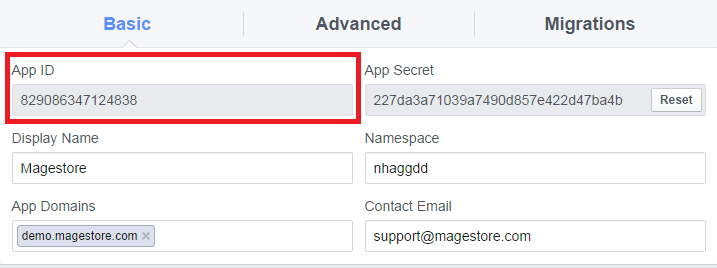 Basic Advanced Migrations
App ID App Secret
829086347124838 227da3a71039a7490d857e422d47ba4b Reset
Display Name Namespace
Magestore nhaggdd
App Domains Contact Email
demo.magestore.com × support@magestore.com